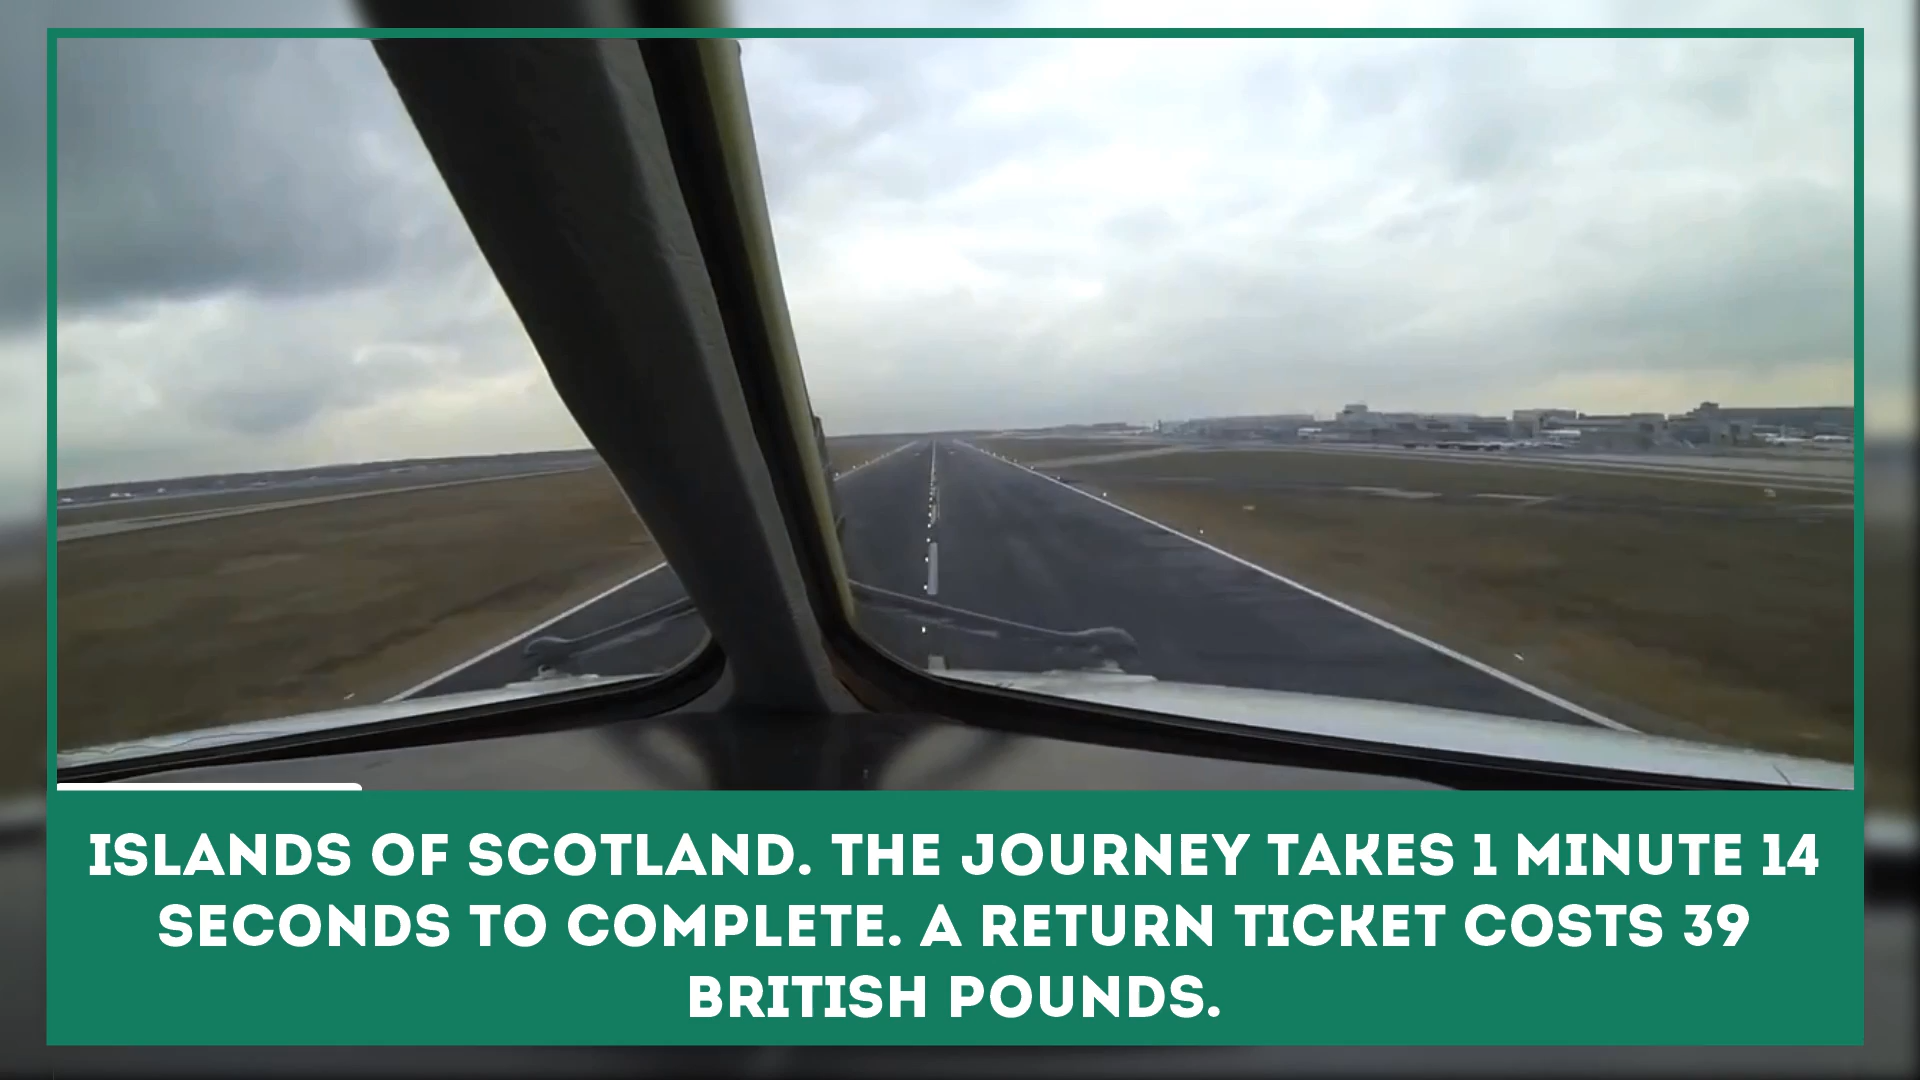 ISLANDS OF SCOTLAND. THE JOURNEY TAKES 1 MINUTE 14
SECONDS TO COMPLETE. A RETURN TICKET COSTS 39
BRITISH POUNDS.